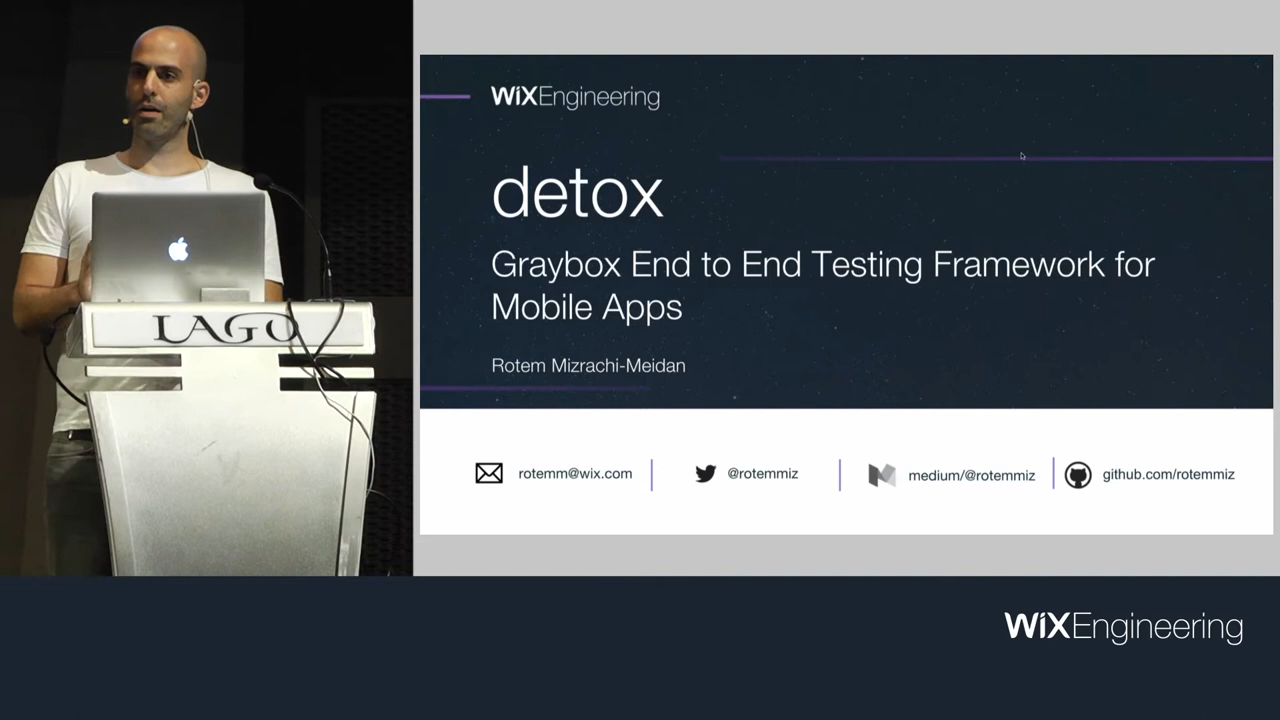 LAGO
WiXEngineering
detox
Graybox End to End Testing Framework for
Mobile Apps
Rotem Mizrachi-Meidan
rotemm@wix.com
@rotemmiz
medium/@rotemmiz
github.com/rotemmiz
WiXEngineering